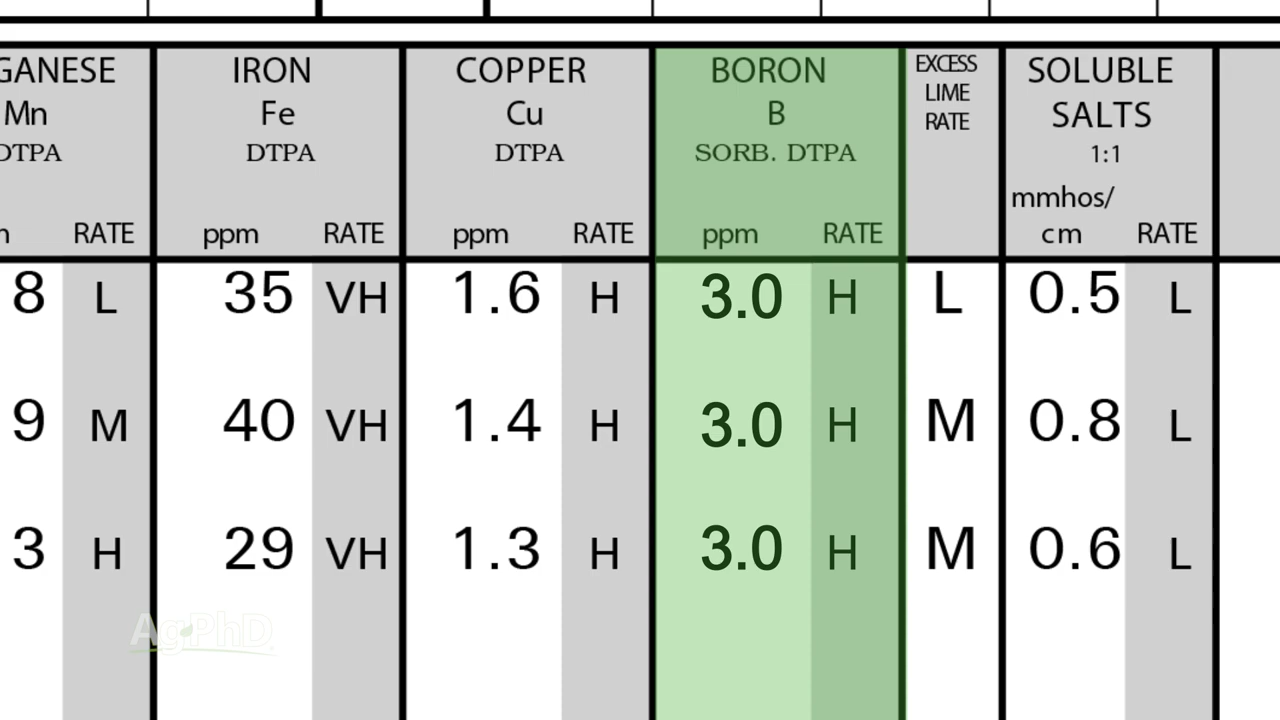 GANESE IRON COPPER BORON EXCESS SOLUBLE
Mn Fe Cu B LIME SALTS
DTPA DTPA DTPA SORB. DTPA RATE 1:1
mmhos/
RATE ppm RATE ppm RATE ppm RATE cm RATE
8 L 35 VH 1.6 H 3.0 H L 0.5 L
9 M 40 VH 1.4 H 3.0 H M 0.8 L
3 H 29 VH 1.3 H 3.0 H M 0.6 L
AgPhD